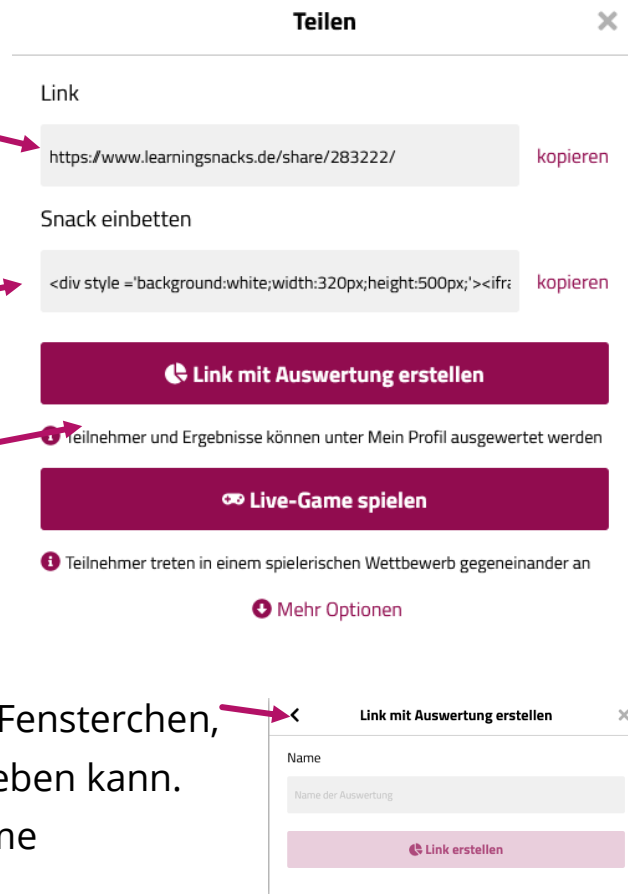 Teilen
Link
https://www.learningsnacks.de/share/283222/ kopieren
Snack einbetten
<div style ='background:white;width:320px;height:500px;'><ifra kopieren
Link mit Auswertung erstellen
Teilnehmer und Ergebnisse können unter Mein Profil ausgewertet werden
Live-Game spielen
Teilnehmer treten in einem spielerischen Wettbewerb gegeneinander an
Mehr Optionen
Fensterchen,
eben kann.
me
Link mit Auswertung erstellen
Name
Name der Auswertung
Link erstellen